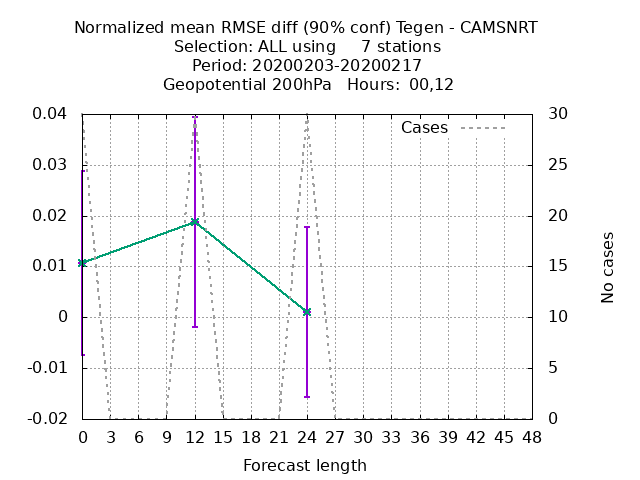 Normalized mean RMSE diff (90% conf) Tegen - CAMSNRT
Selection: ALL using     7 stations
Period: 20200203-20200217
Geopotential 200hPa   Hours: 00,12
Cases
0.04
0.03
0.02
0.01
0
-0.01
-0.02
30
25
20
15
10
5
0
No cases
0 3 6 9 12 15 18 21 24 27 30 33 36 39 42 45 48
Forecast length